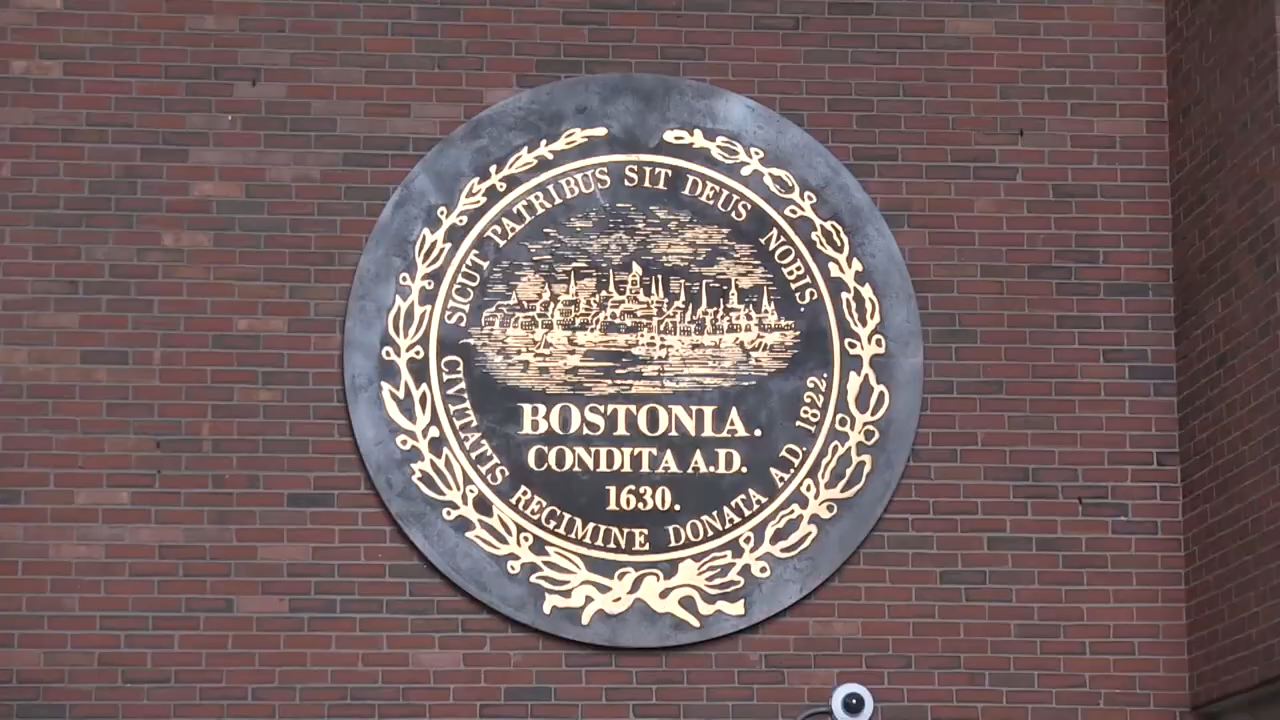 SICUT PATRIBUS SIT DEUS NOBIS.
BOSTONIA.
CONDITA A.D.
1630.
CIVITATIS REGIMINE DONATA A.D. 1822.